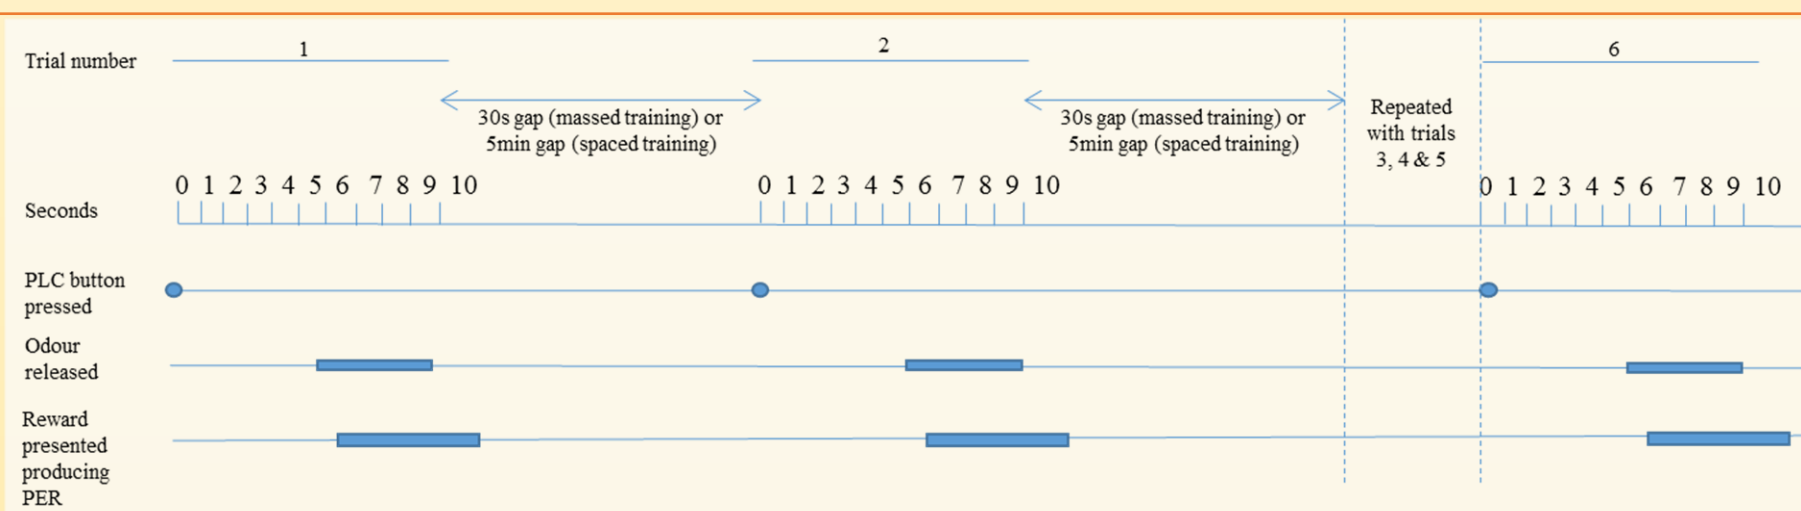 Trial number
1
2
6
30s gap (massed training) or
5min gap (spaced training)
30s gap (massed training) or
5min gap (spaced training)
Repeated
with trials
3, 4 & 5
Seconds
0 1 2 3 4 5 6 7 8 9 10
0 1 2 3 4 5 6 7 8 9 10
0 1 2 3 4 5 6 7 8 9 10
PLC button
pressed
Odour
released
Reward
presented
producing
PER